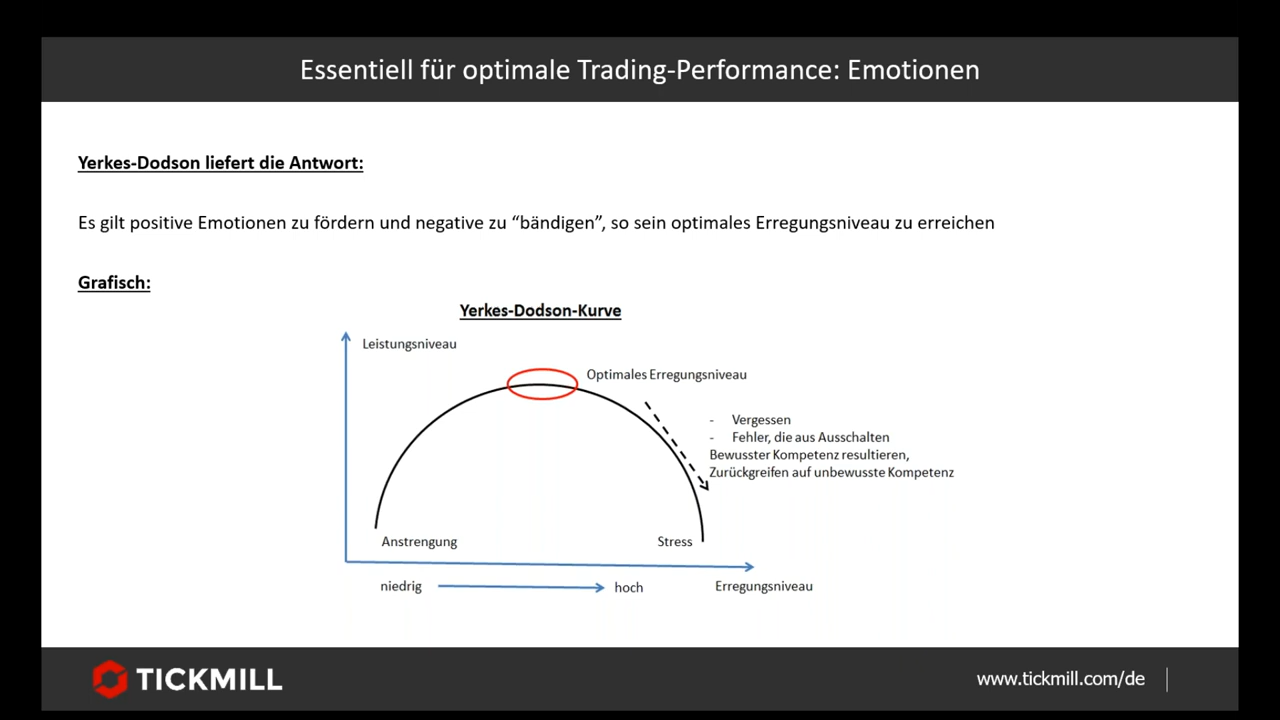 Essentiell für optimale Trading-Performance: Emotionen
Yerkes-Dodson liefert die Antwort:
Es gilt positive Emotionen zu fördern und negative zu “bändigen”, so sein optimales Erregungsniveau zu erreichen
Grafisch:
Yerkes-Dodson-Kurve
Leistungsniveau
Optimales Erregungsniveau
- Vergessen
- Fehler, die aus Ausschalten
Bewusster Kompetenz resultieren,
Zurückgreifen auf unbewusste Kompetenz
Anstrengung
Stress
niedrig
hoch
Erregungsniveau
TICKMILL
www.tickmill.com/de